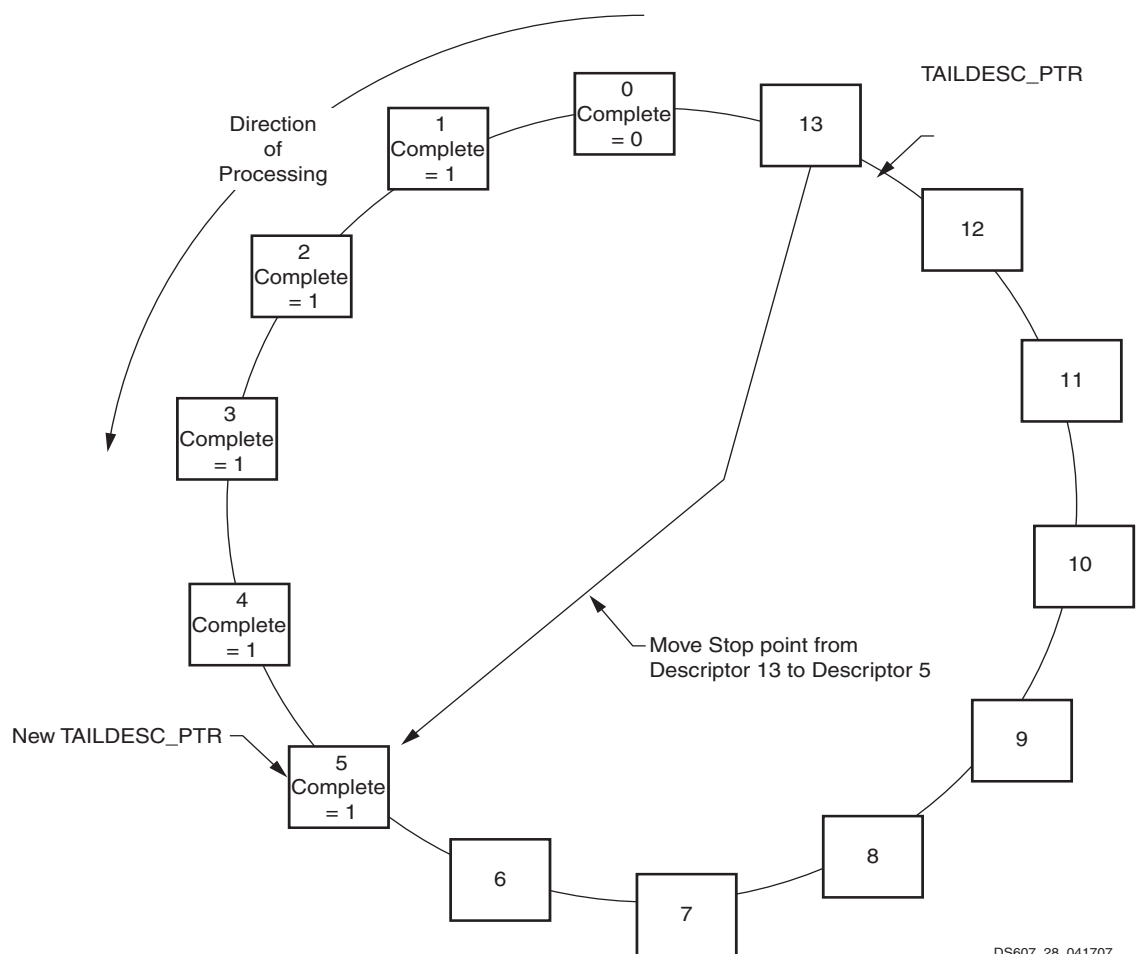 TAILDESC_PTR
0
Complete
= 0
13
Direction
of
Processing
1
Complete
= 1
12
2
Complete
= 1
11
3
Complete
= 1
10
4
Complete
= 1
Move Stop point from
Descriptor 13 to Descriptor 5
9
New TAILDESC_PTR
5
Complete
= 1
8
6
7
DS607_28_041707